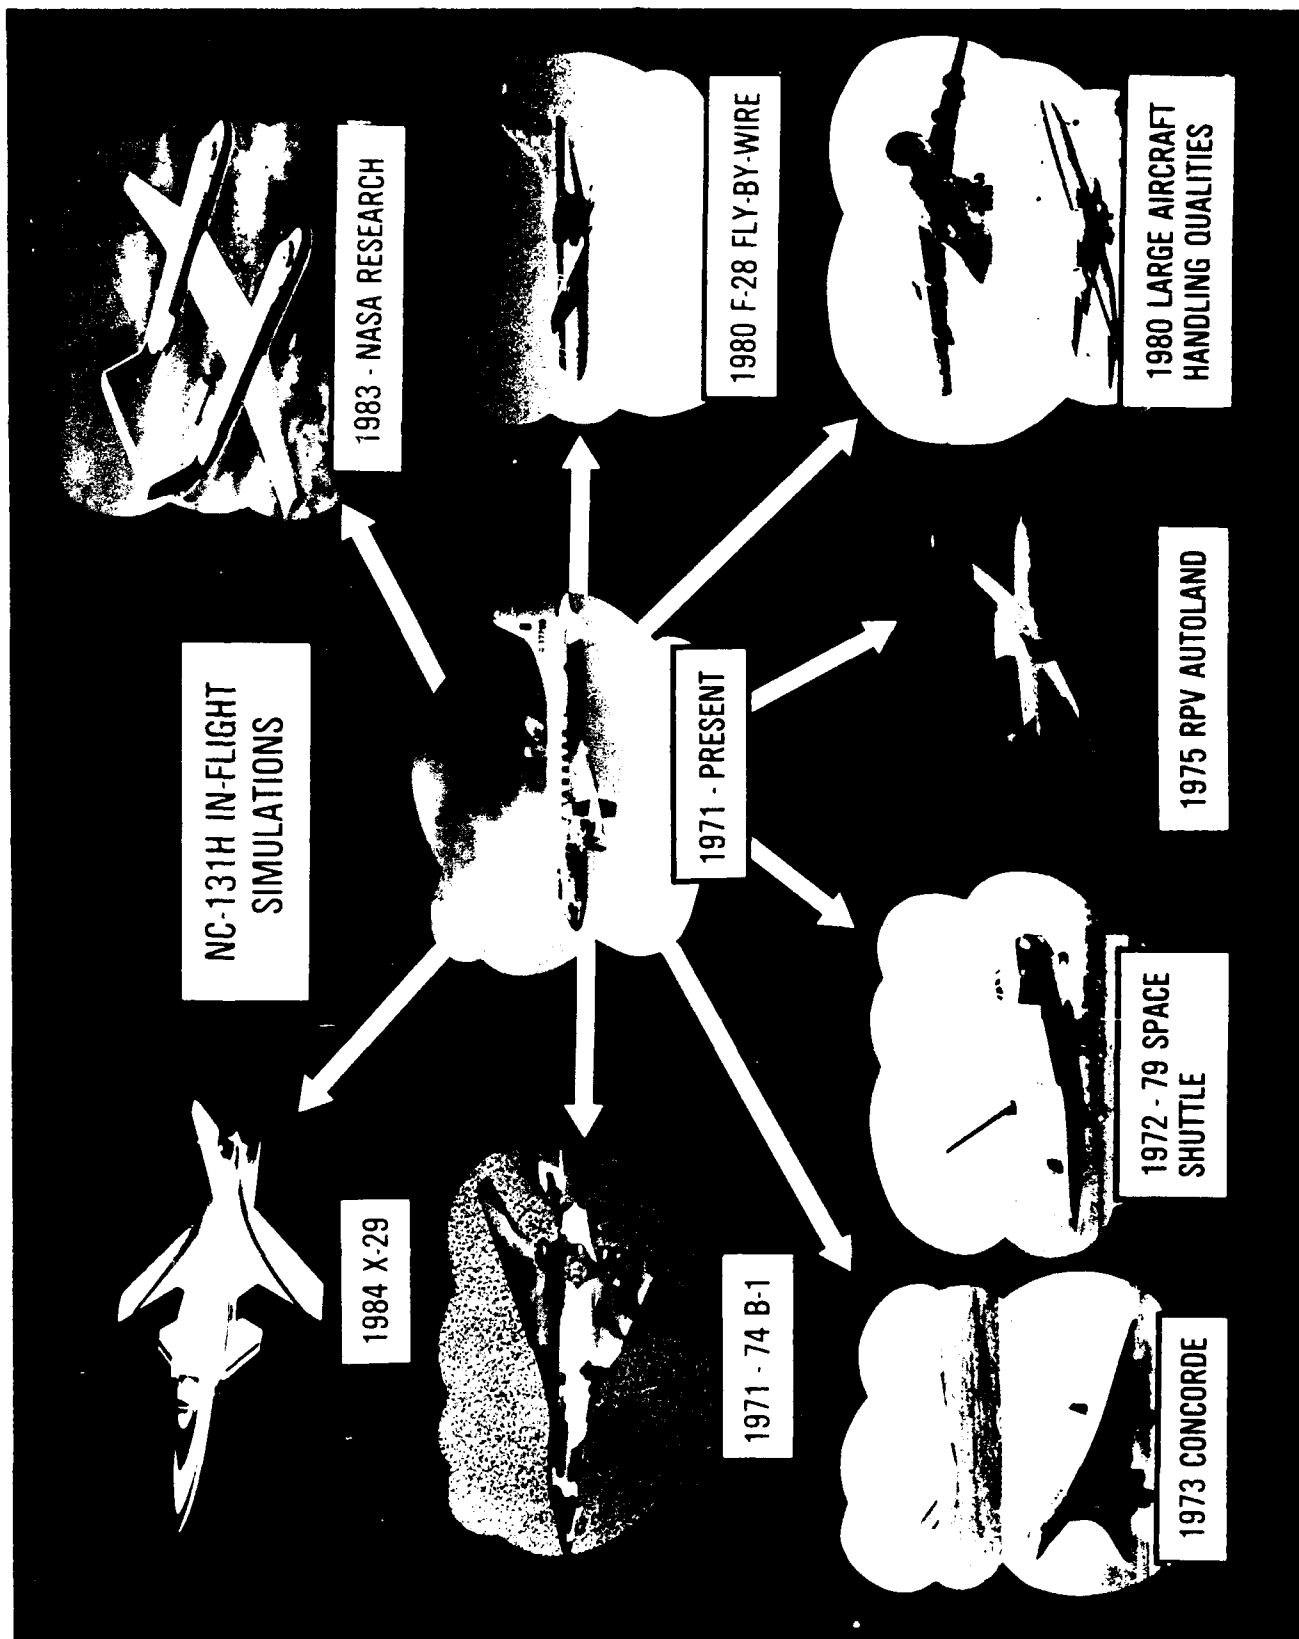 NC-131H IN-FLIGHT
SIMULATIONS
1984 X-29
1983 - NASA RESEARCH
1971 - 74 B-1
1971 - PRESENT
1980 F-28 FLY-BY-WIRE
1973 CONCORDE
1972 - 79 SPACE
SHUTTLE
1975 RPV AUTOLAND
1980 LARGE AIRCRAFT
HANDLING QUALITIES